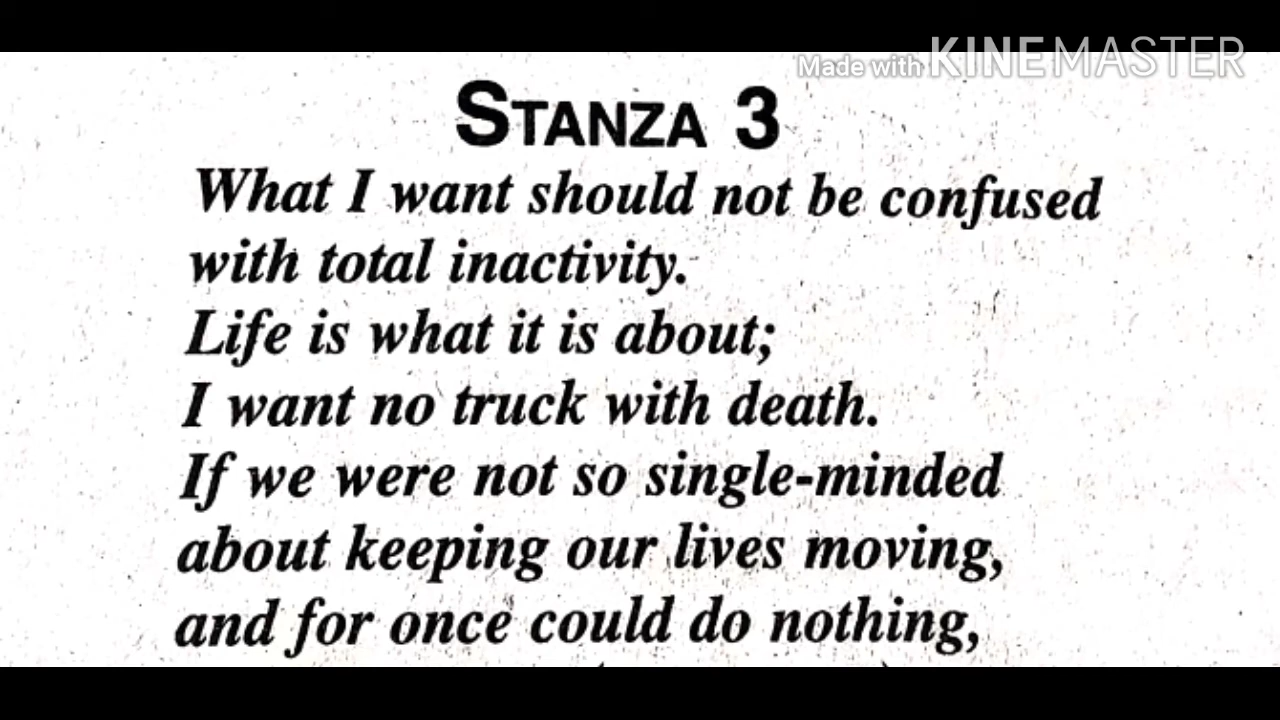 Made with KINEMASTER
STANZA 3
What I want should not be confused
with total inactivity.
Life is what it is about;
I want no truck with death.
If we were not so single-minded
about keeping our lives moving,
and for once could do nothing,